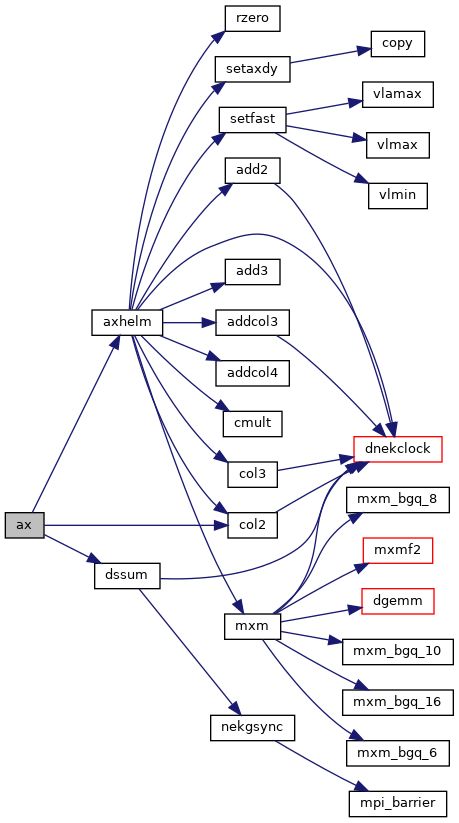 rzero
copy
setaxdy
vlamax
setfast
vlmax
add2
vlmin
add3
axhelm
addcol3
addcol4
cmult
dnekclock
col3
mxm_bgq_8
ax
col2
mxmf2
dssum
dgemm
mxm
mxm_bgq_10
mxm_bgq_16
nekgsync
mxm_bgq_6
mpi_barrier